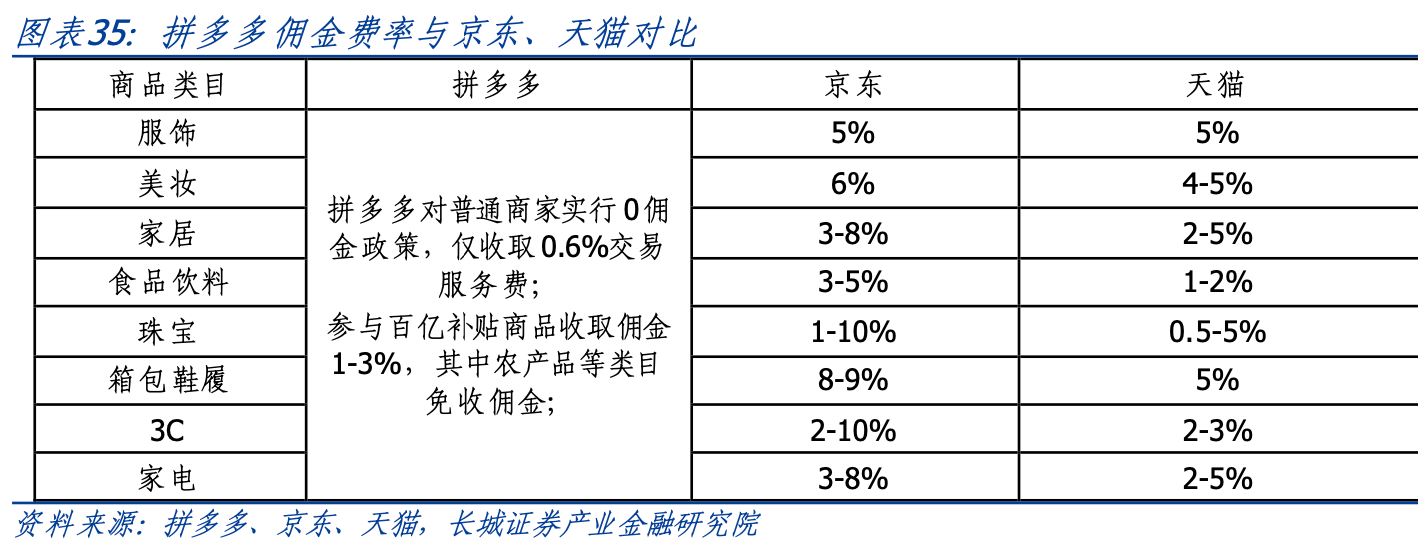 图表35：拼多多佣金费率与京东、天猫对比
商品类目 拼多多 京东 天猫
服饰 5% 5%
美妆 6% 4-5%
拼多多对普通商家实行0佣
家居 3-8% 2-5%
金政策，仅收取0.6%交易
服务费；
食品饮料 3-5% 1-2%
参与百亿补贴商品收取佣金
珠宝 1-10% 0.5-5%
1-3%，其中农产品等类目
箱包鞋履 8-9% 5%
免收佣金；
3C 2-10% 2-3%
家电 3-8% 2-5%
资料来源：拼多多、京东、天猫，长城证券产业金融研究院